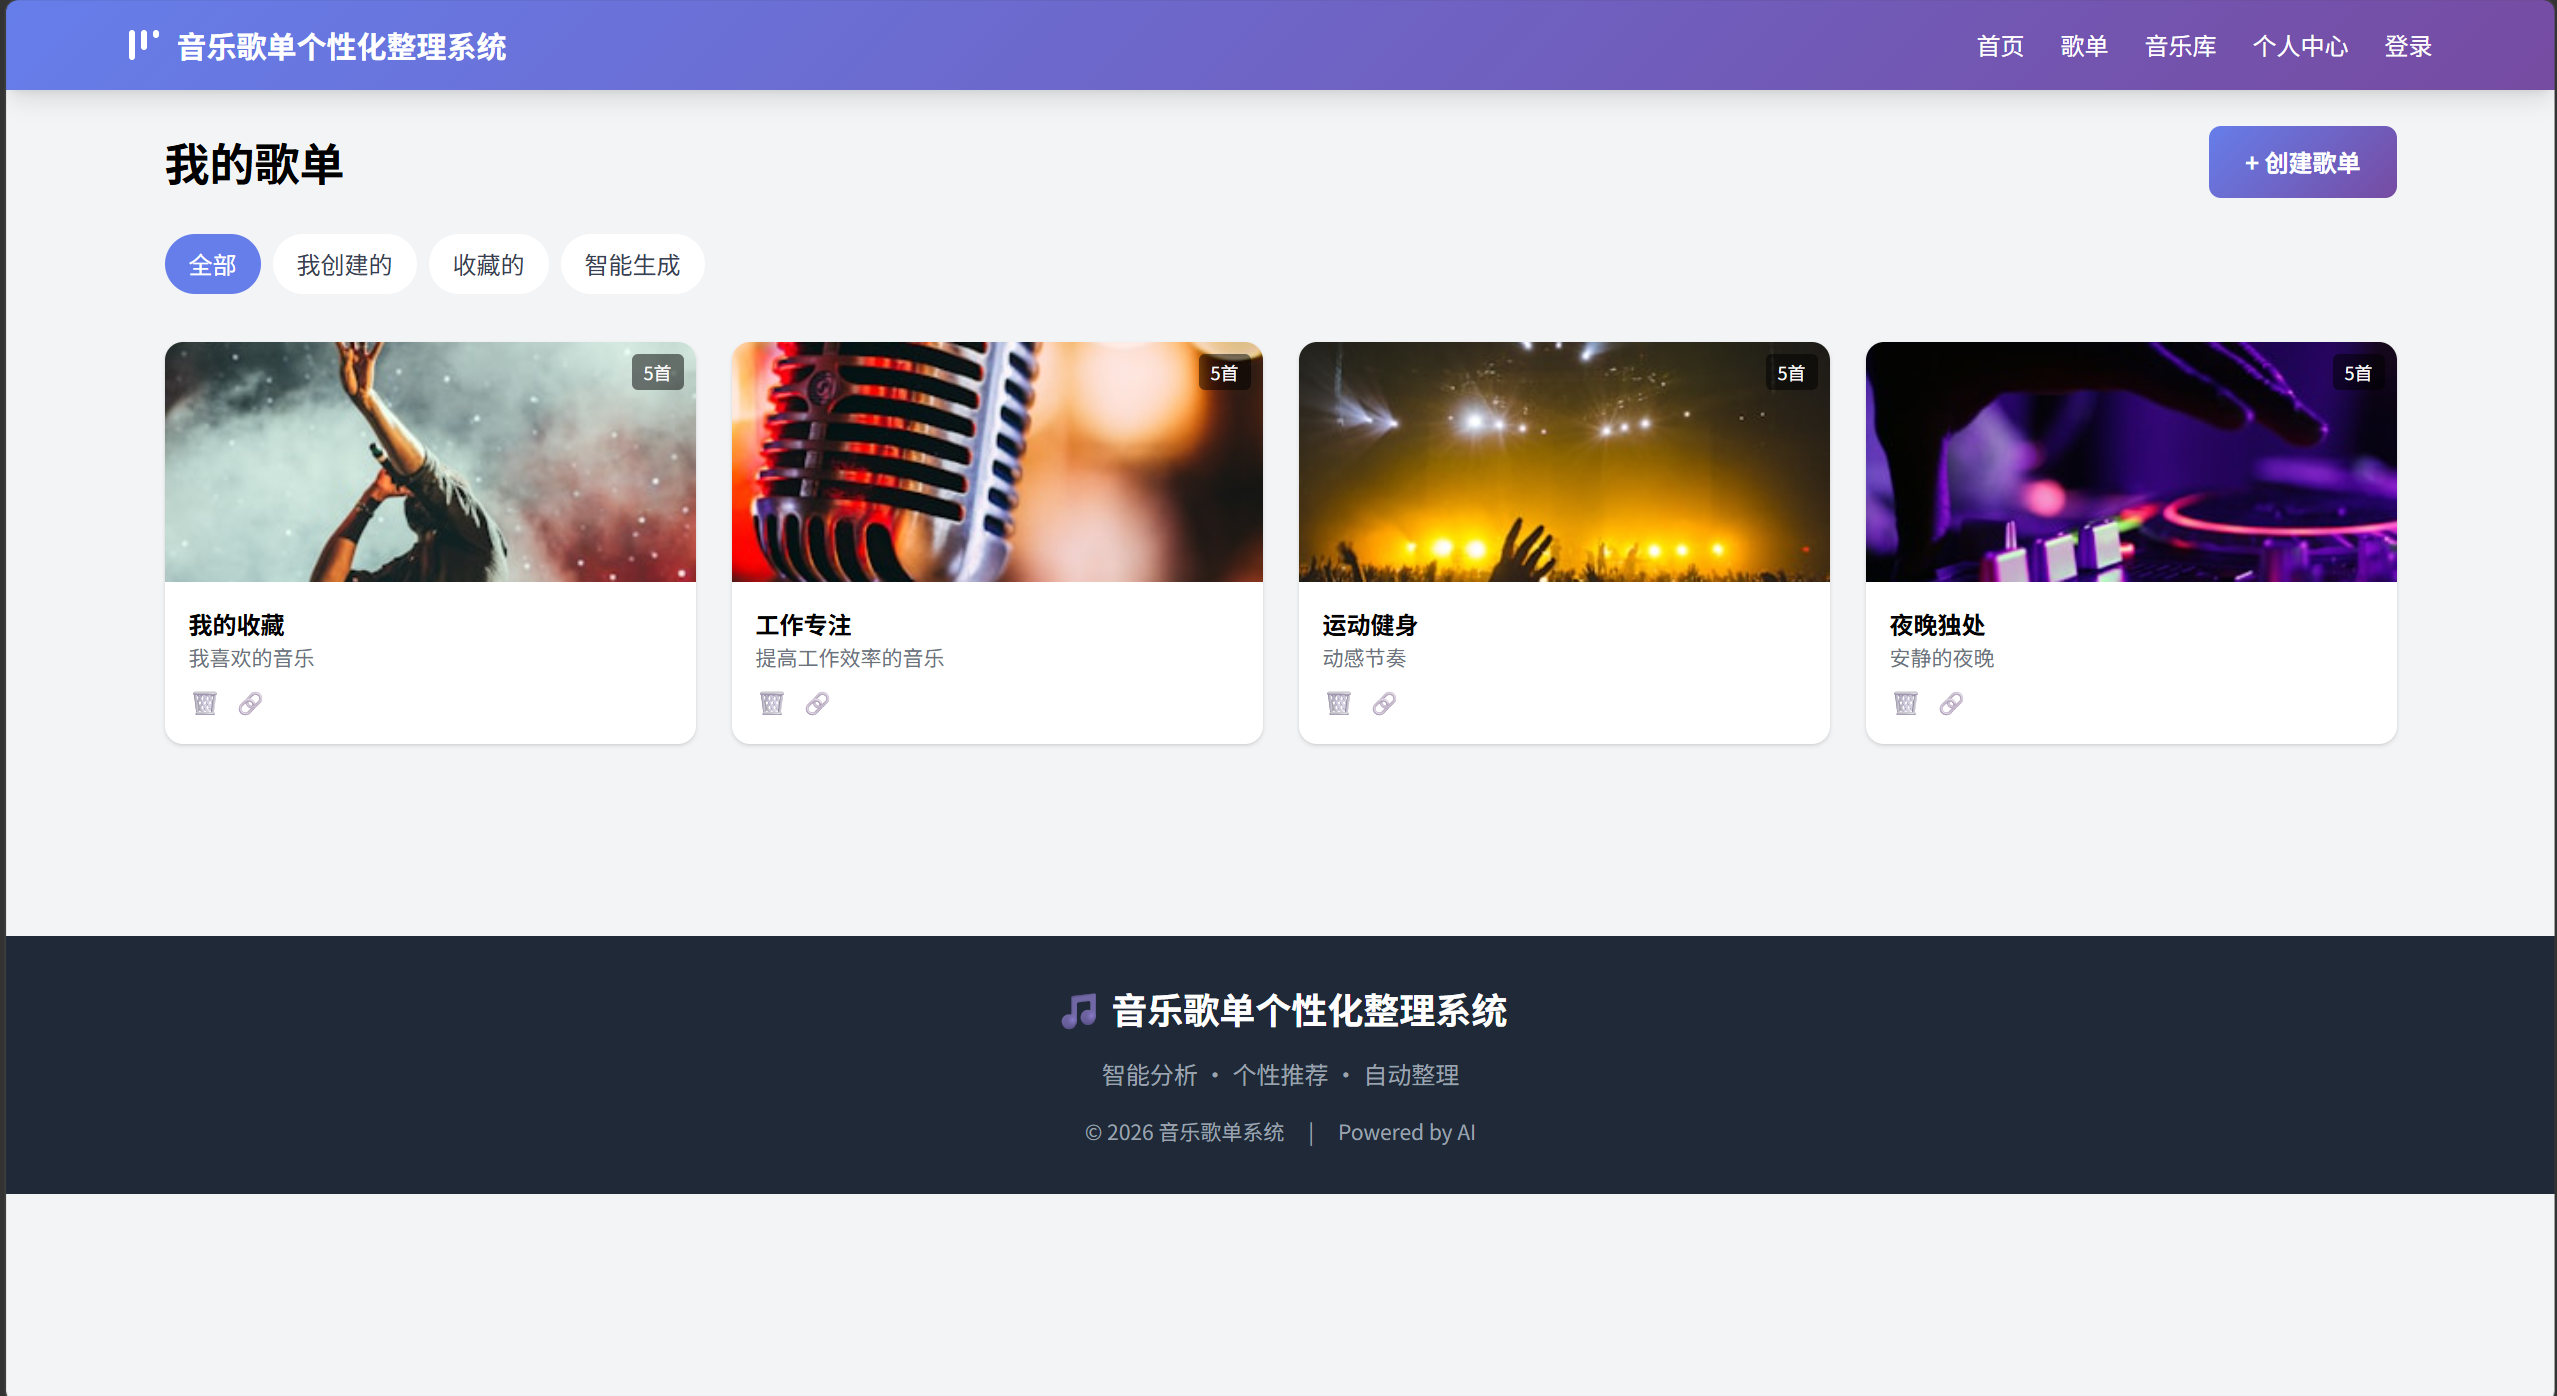 音乐歌单个性化整理系统
首页 歌单 音乐库 个人中心 登录
我的歌单
+ 创建歌单
全部 我创建的 收藏的 智能生成
5首 5首 5首 5首
我的收藏
我喜欢的音乐
工作专注
提高工作效率的音乐
运动健身
动感节奏
夜晚独处
安静的夜晚
音乐歌单个性化整理系统
智能分析 • 个性推荐 • 自动整理
© 2026 音乐歌单系统 | Powered by AI